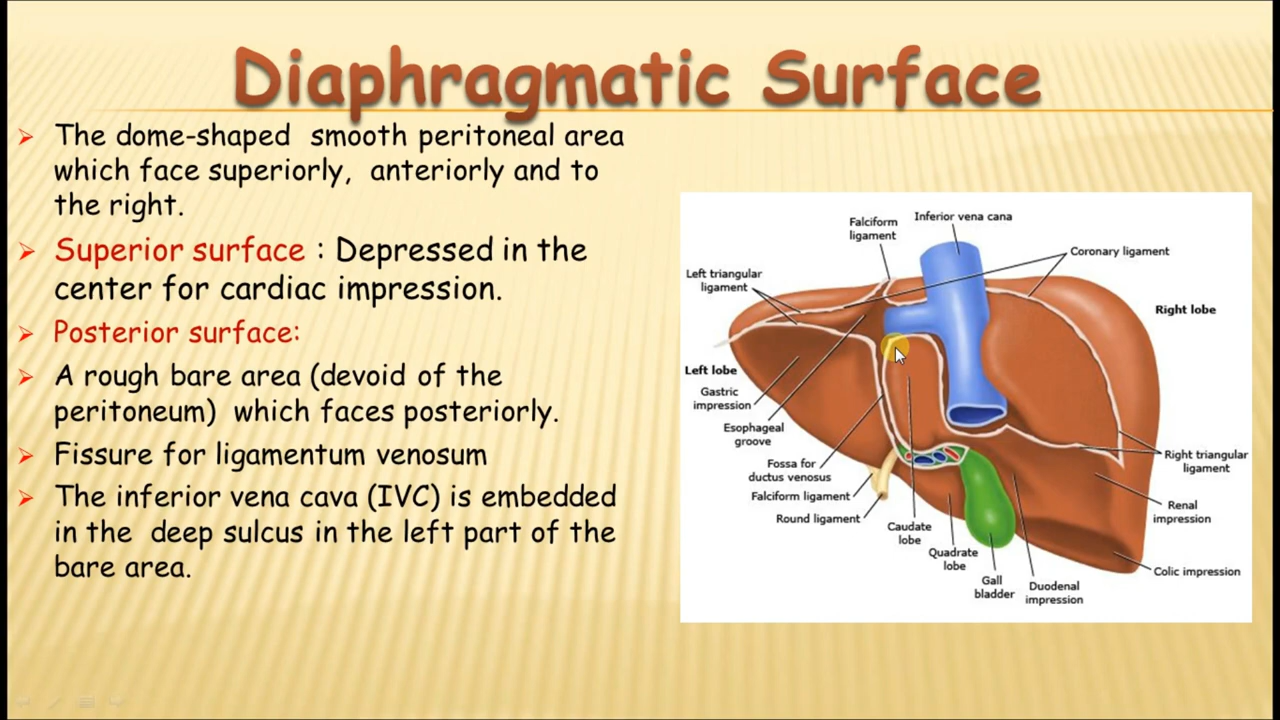 Diaphragmatic Surface
The dome-shaped smooth peritoneal area
which face superiorly, anteriorly and to
the right.
Superior surface : Depressed in the
center for cardiac impression.
Posterior surface:
A rough bare area (devoid of the
peritoneum) which faces posteriorly.
Fissure for ligamentum venosum
The inferior vena cava (IVC) is embedded
in the deep sulcus in the left part of the
bare area.
Falciform
ligament
Inferior vena cana
Coronary ligament
Left triangular
ligament
Right lobe
Left lobe
Gastric
impression
Esophageal
groove
Fossa for
ductus venosus
Falciform ligament
Round ligament
Caudate
lobe
Quadrate
lobe
Gall
bladder
Duodenal
impression
Right triangular
ligament
Renal
impression
Colic impression